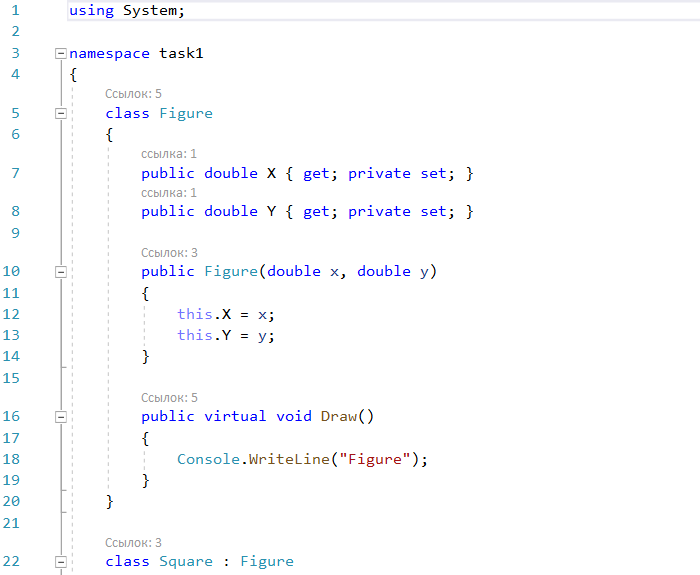 1 using System;
2
3 namespace task1
4 {
Ссылок: 5
5 class Figure
6 {
ссылка: 1
7 public double X { get; private set; }
ссылка: 1
8 public double Y { get; private set; }
9
Ссылок: 3
10 public Figure(double x, double y)
11 {
12 this.X = x;
13 this.Y = y;
14 }
15
Ссылок: 5
16 public virtual void Draw()
17 {
18 Console.WriteLine("Figure");
19 }
20 }
21
Ссылок: 3
22 class Square : Figure